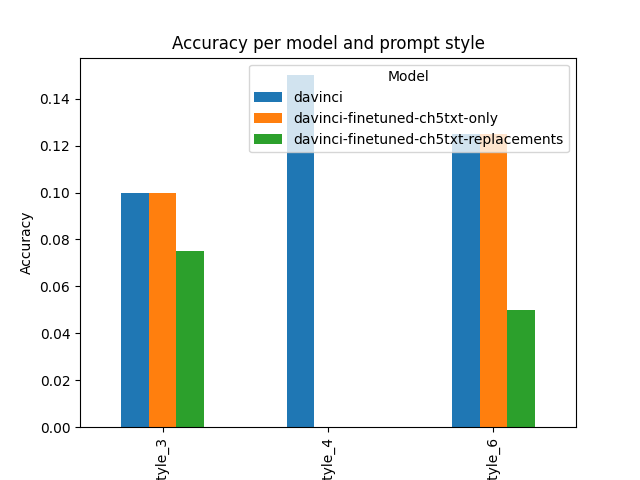 Accuracy per model and prompt style
Model
davinci
davinci-finetuned-ch5txt-only
davinci-finetuned-ch5txt-replacements
Accuracy
0.14
0.12
0.10
0.08
0.06
0.04
0.02
0.00
tyle_3
tyle_4
tyle_6